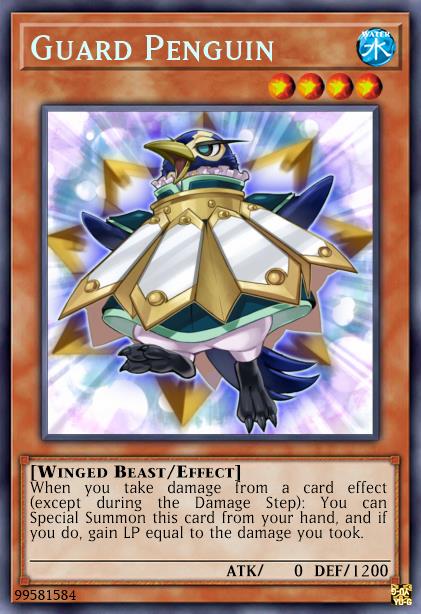 Guard Penguin
WATER
水
[Winged Beast/Effect]
When you take damage from a card effect
(except during the Damage Step): You can
Special Summon this card from your hand, and if
you do, gain LP equal to the damage you took.
ATK/ 0 DEF/1200
99581584